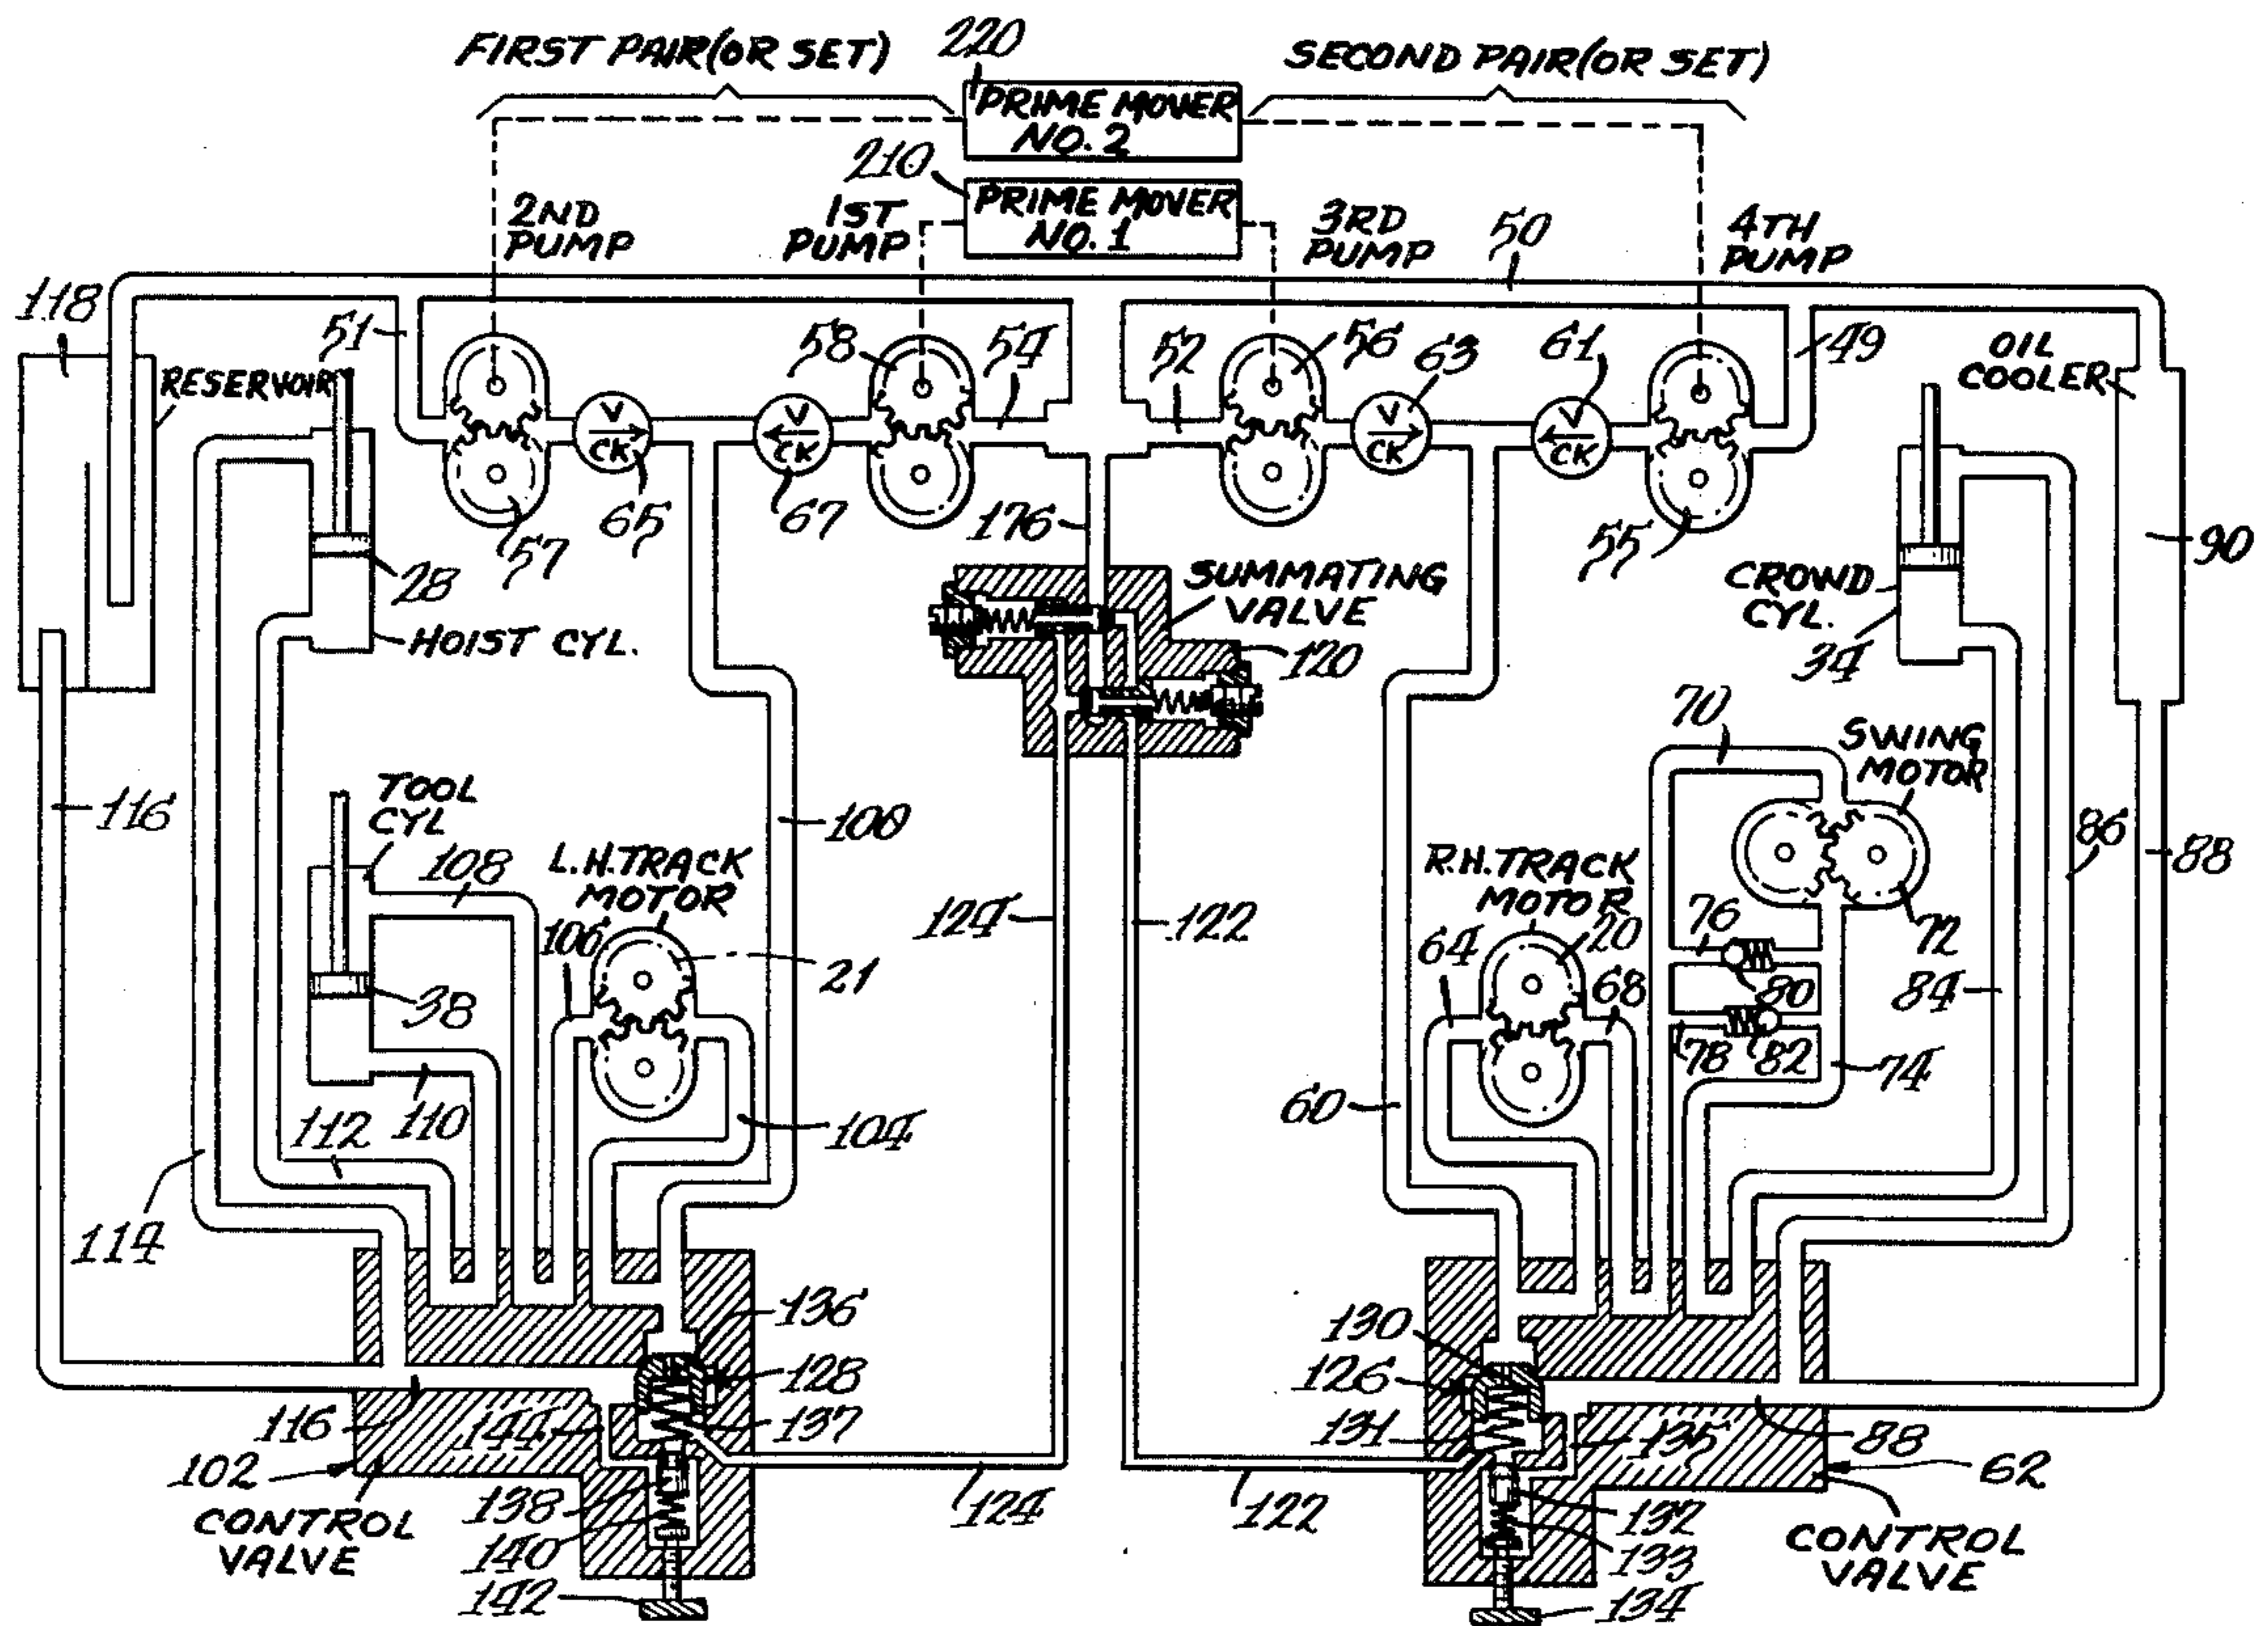 FIRST PAIR (OR SET)
220
SECOND PAIR (OR SET)
PRIME MOVER
NO. 2
210
PRIME MOVER
NO. 1
2ND
PUMP
1ST
PUMP
3RD
PUMP
50
4TH
PUMP
118
51
58
54
52
56
63
61
49
OIL
COOLER
RESERVOIR
V
CK
V
CK
V
CK
V
CK
65
67
176
57
55
90
28
HOIST CYL.
SUMMATING
VALVE
120
CROWD
CYL.
34
70
SWING
MOTOR
116
TOOL
CYL
108
100
L.H. TRACK
MOTOR
106
21
124
122
R.H. TRACK
MOTOR
20
64
68
76
80
78
82
72
74
84
86
88
38
110
112
104
60
114
136
128
137
130
126
131
135
116
144
88
102
62
138
140
142
124
122
132
133
134
CONTROL
VALVE
CONTROL
VALVE